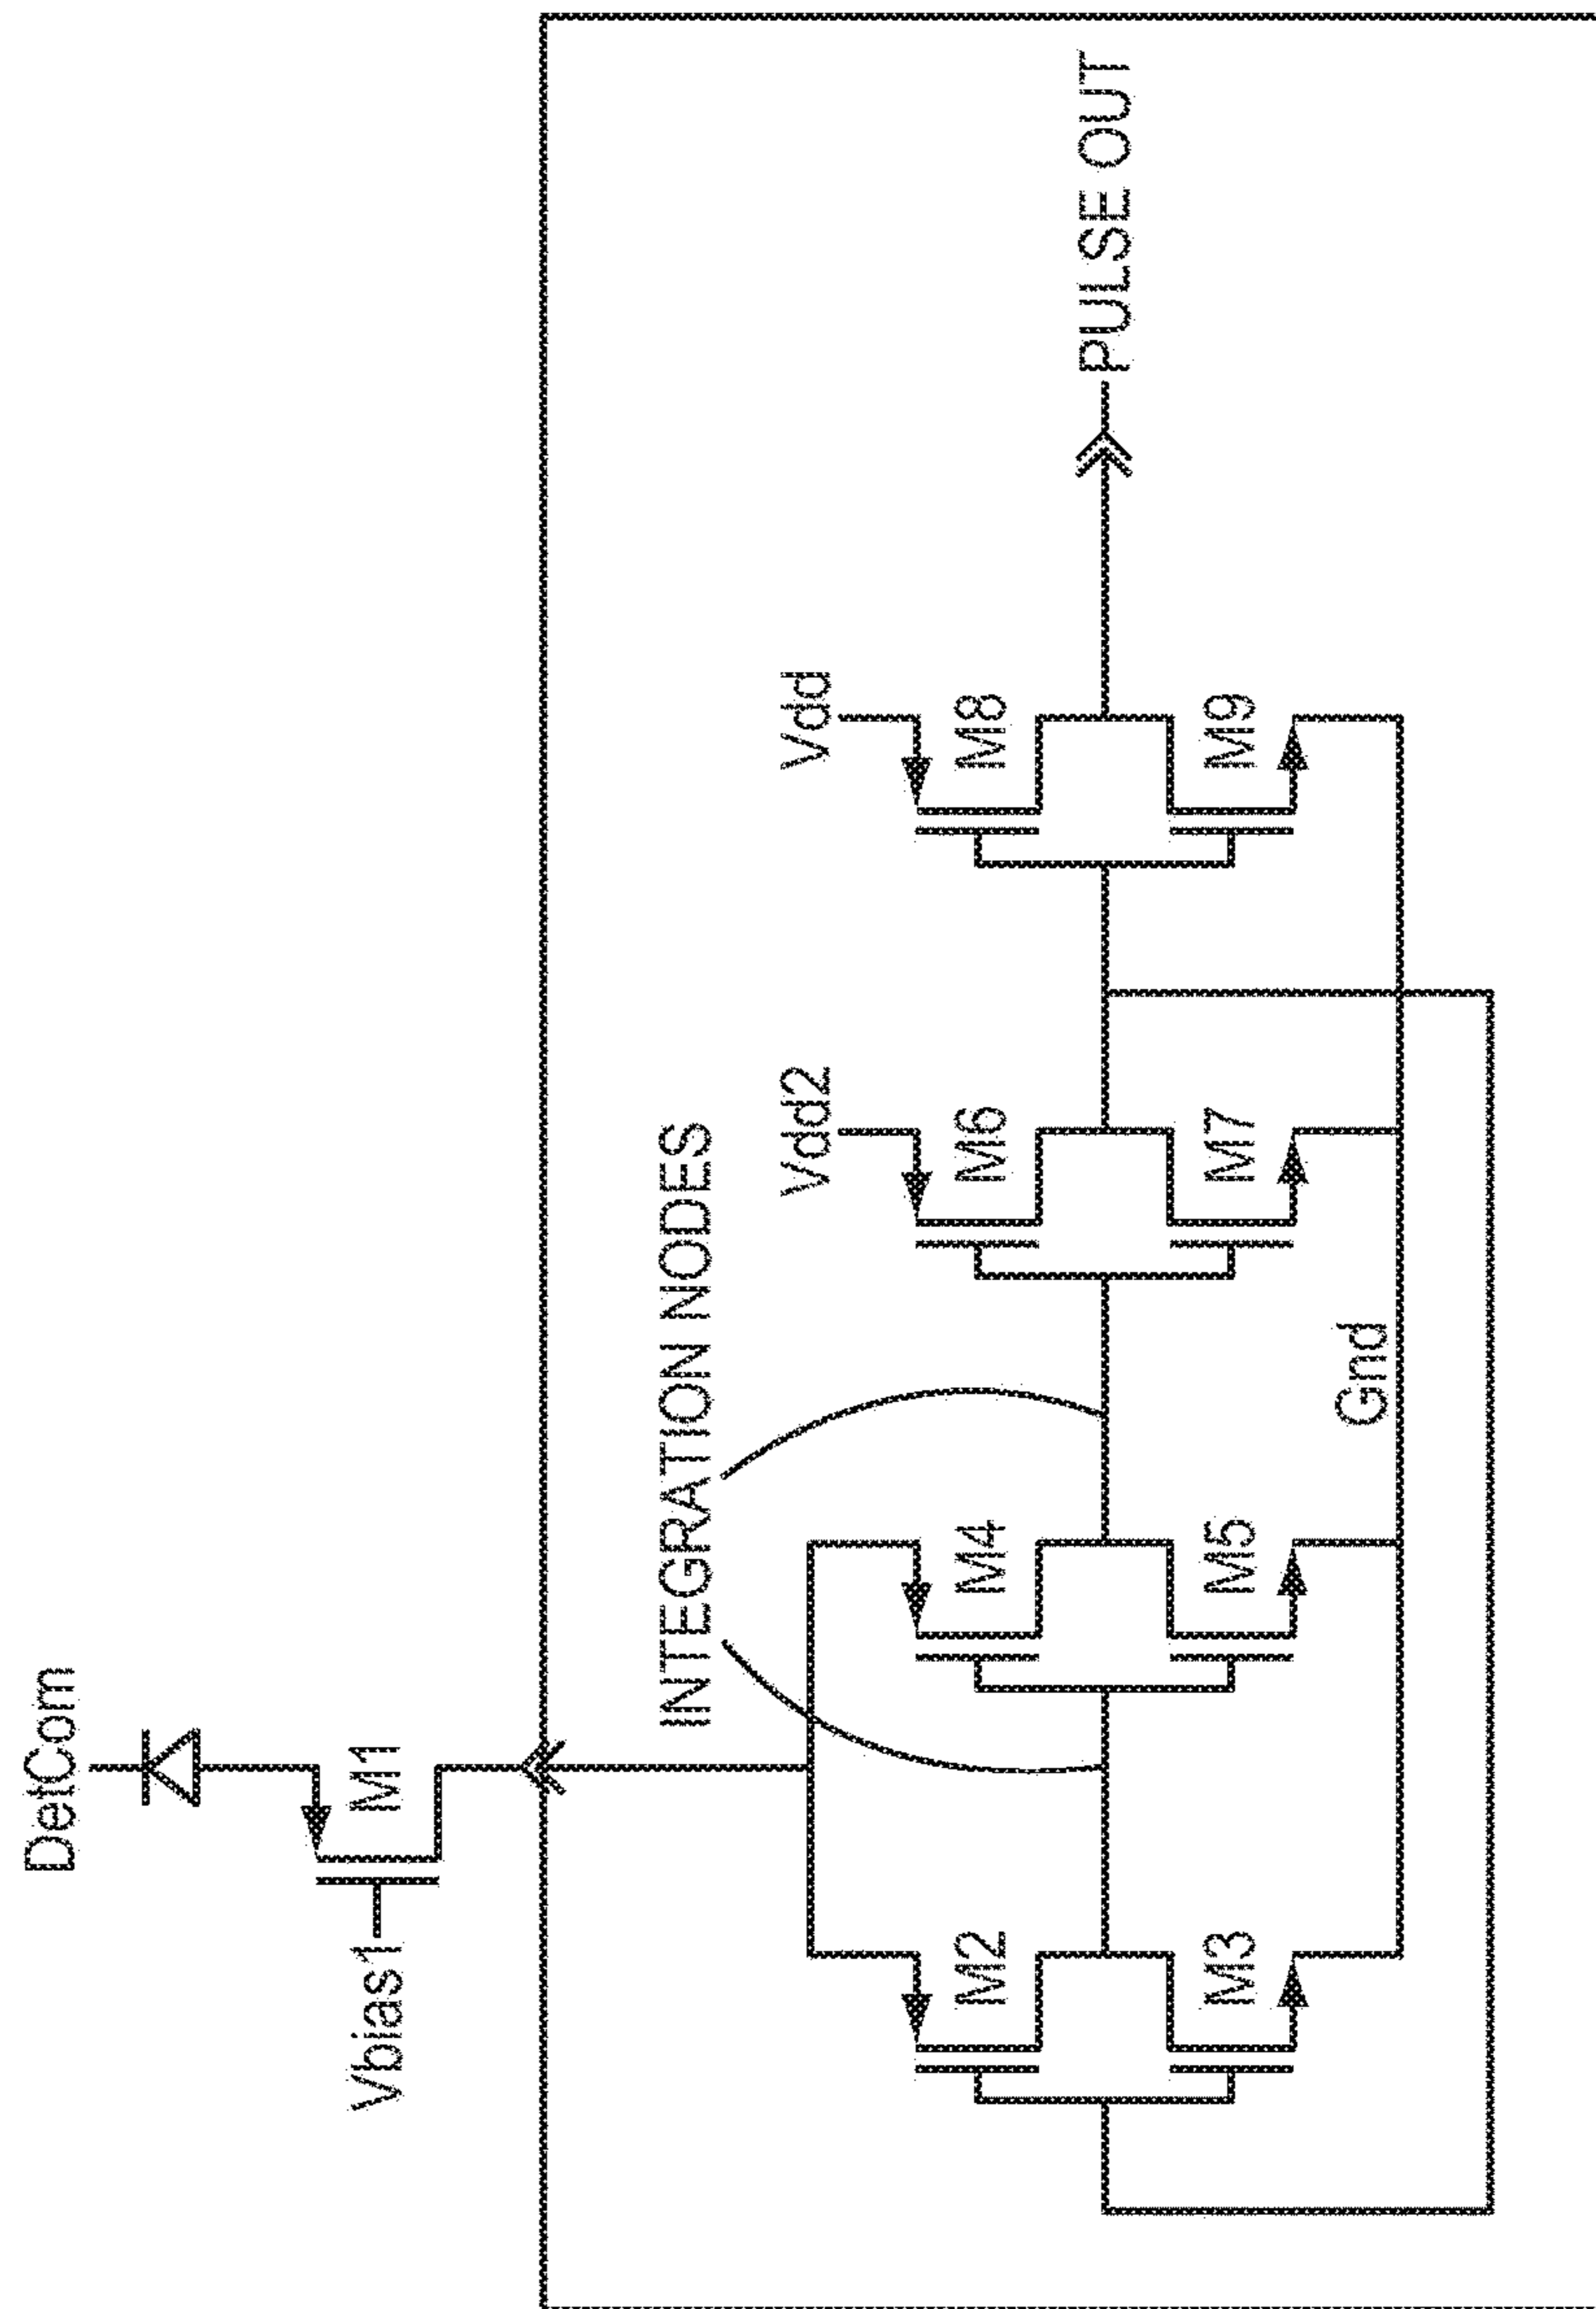 DetCom
Vbias1
M1
INTEGRATION NODES
Vdd2
Vdd
M2
M4
M6
M8
PULSE OUT
M3
M5
M7
M9
Gnd